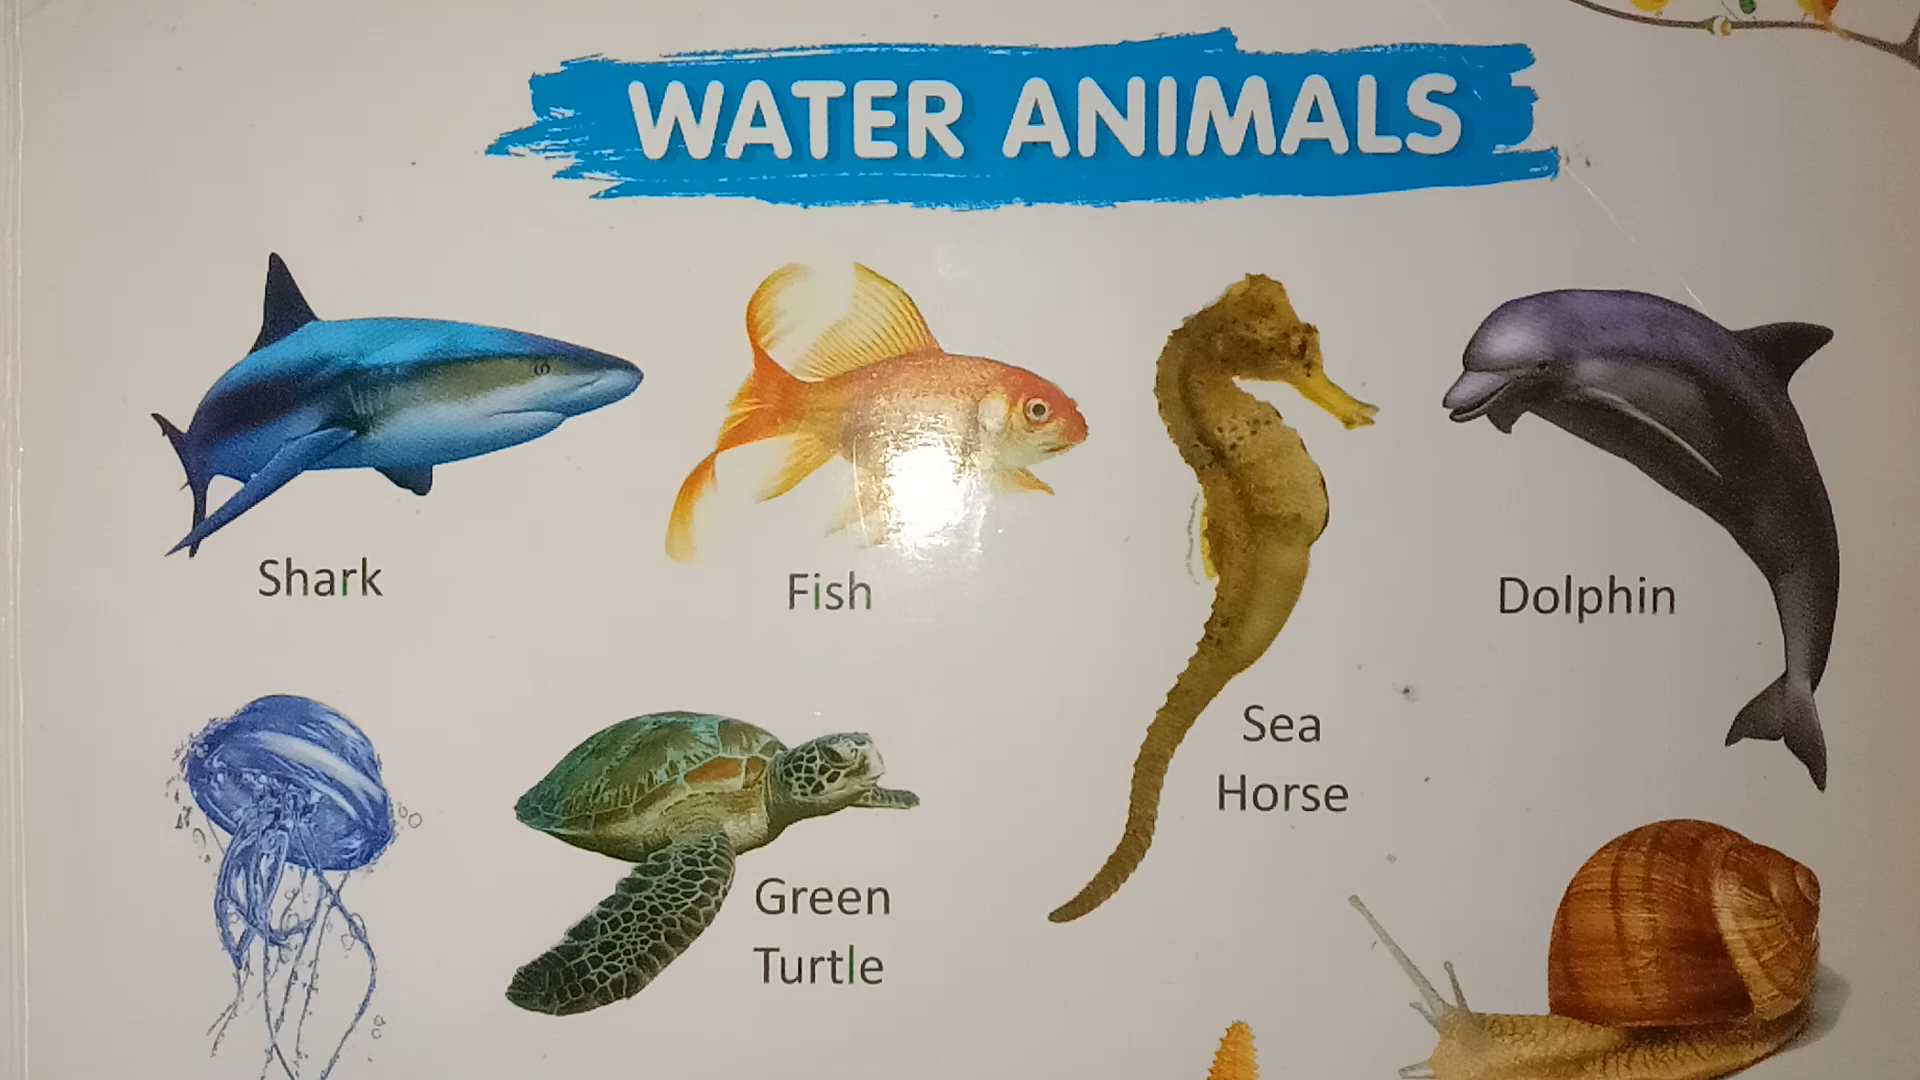 WATER ANIMALS
Shark
Fish
Dolphin
Sea
Horse
Green
Turtle